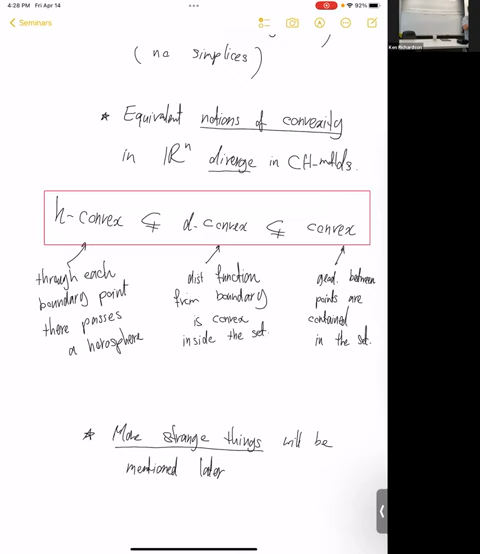 4:28 PM Fri Apr 14
92%
Seminars
Ken Richardson
(no simplices)
* Equivalent notions of convexity
in ℝⁿ diverge in CH-mflds.
h-convex ⊊ d-convex ⊊ convex
through each
boundary point
there passes
a horosphere
dist function
from boundary
is convex
inside the set.
geod. between
points are
contained
in the set.
* More strange things will be
mentioned later